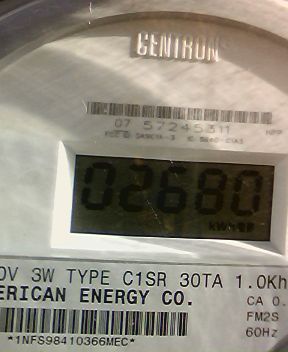 CENTRON
07 57245311
02680
0V 3W TYPE C1SR 30TA 1.0Kh
ERICAN ENERGY CO.
CA 0.
FM2S
60Hz
*1NFS98410366MEC*